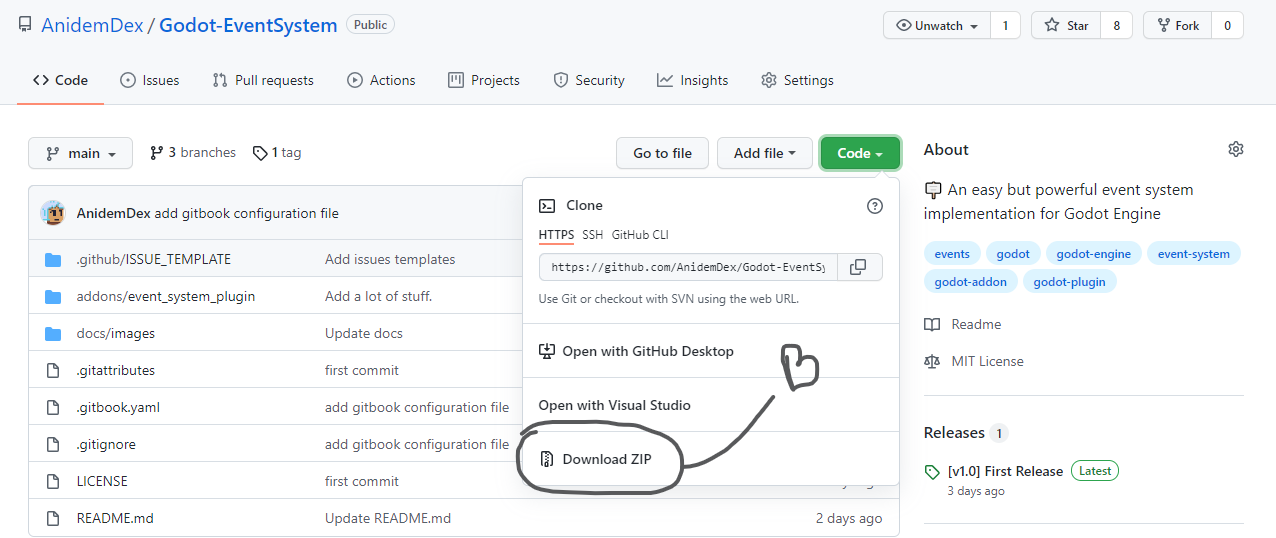 AnidemDex / Godot-EventSystem Public
Unwatch 1 Star 8 Fork 0
Code Issues Pull requests Actions Projects Security Insights Settings
main 3 branches 1 tag Go to file Add file Code
AnidemDex add gitbook configuration file
.github/ISSUE_TEMPLATE Add issues templates
addons/event_system_plugin Add a lot of stuff.
docs/images Update docs
.gitattributes first commit
.gitbook.yaml add gitbook configuration file
.gitignore add gitbook configuration file
LICENSE first commit
README.md Update README.md 2 days ago
Clone
HTTPS SSH GitHub CLI
https://github.com/AnidemDex/Godot-EventSy
Use Git or checkout with SVN using the web URL.
Open with GitHub Desktop
Open with Visual Studio
Download ZIP
About
An easy but powerful event system
implementation for Godot Engine
events godot godot-engine event-system
godot-addon godot-plugin
Readme
MIT License
Releases 1
[v1.0] First Release Latest
3 days ago